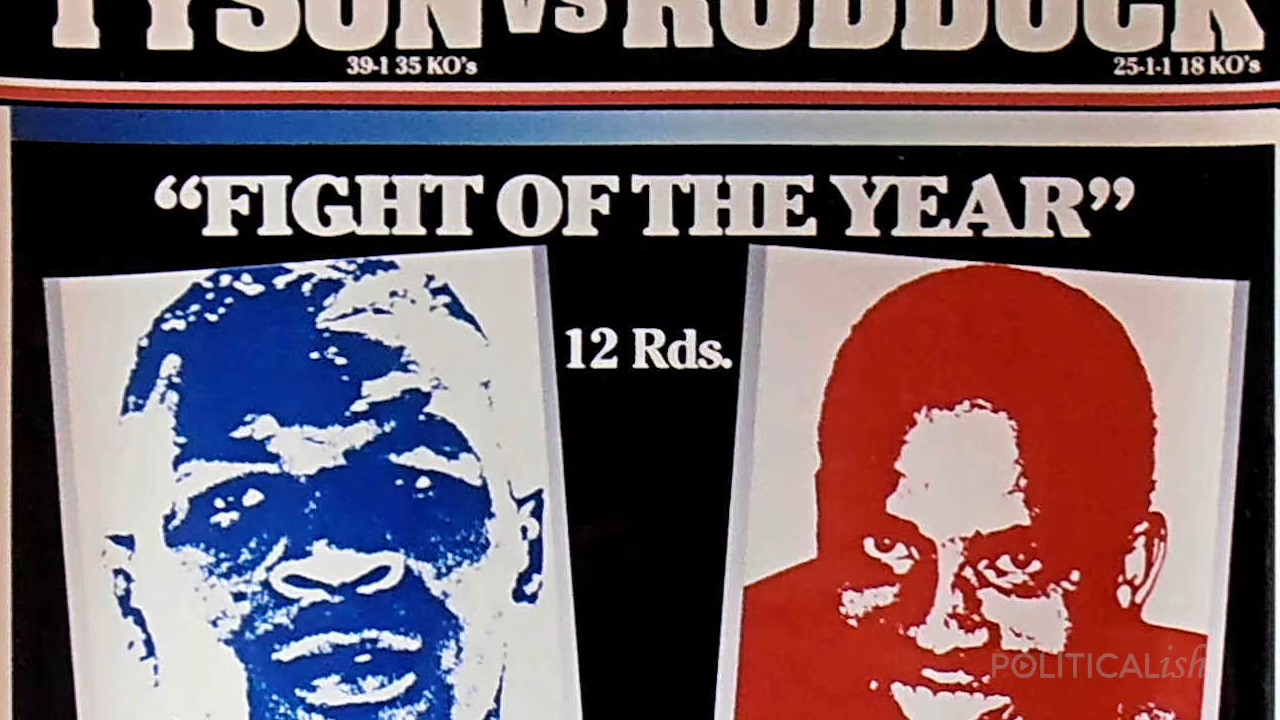 TYSON VS RUDDOCK
39-1 35 KO's 25-1-1 18 KO's
“FIGHT OF THE YEAR”
12 Rds.
POLITICALish